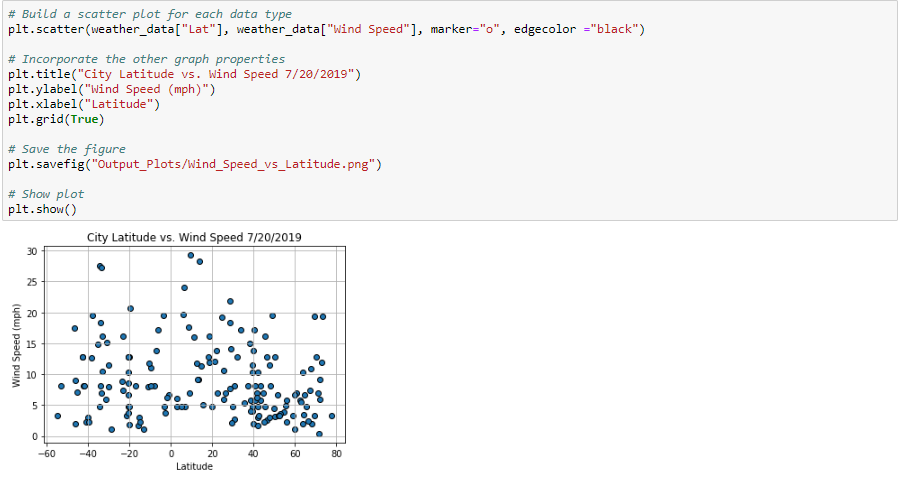 # Build a scatter plot for each data type
plt.scatter(weather_data["Lat"], weather_data["Wind Speed"], marker="o", edgecolor ="black")
# Incorporate the other graph properties
plt.title("City Latitude vs. Wind Speed 7/20/2019")
plt.ylabel("Wind Speed (mph)")
plt.xlabel("Latitude")
plt.grid(True)
# Save the figure
plt.savefig("Output_Plots/Wind_Speed_vs_Latitude.png")
# Show plot
plt.show()
City Latitude vs. Wind Speed 7/20/2019
30
25
20
15
10
5
0
Wind Speed (mph)
−60 −40 −20 0 20 40 60 80
Latitude